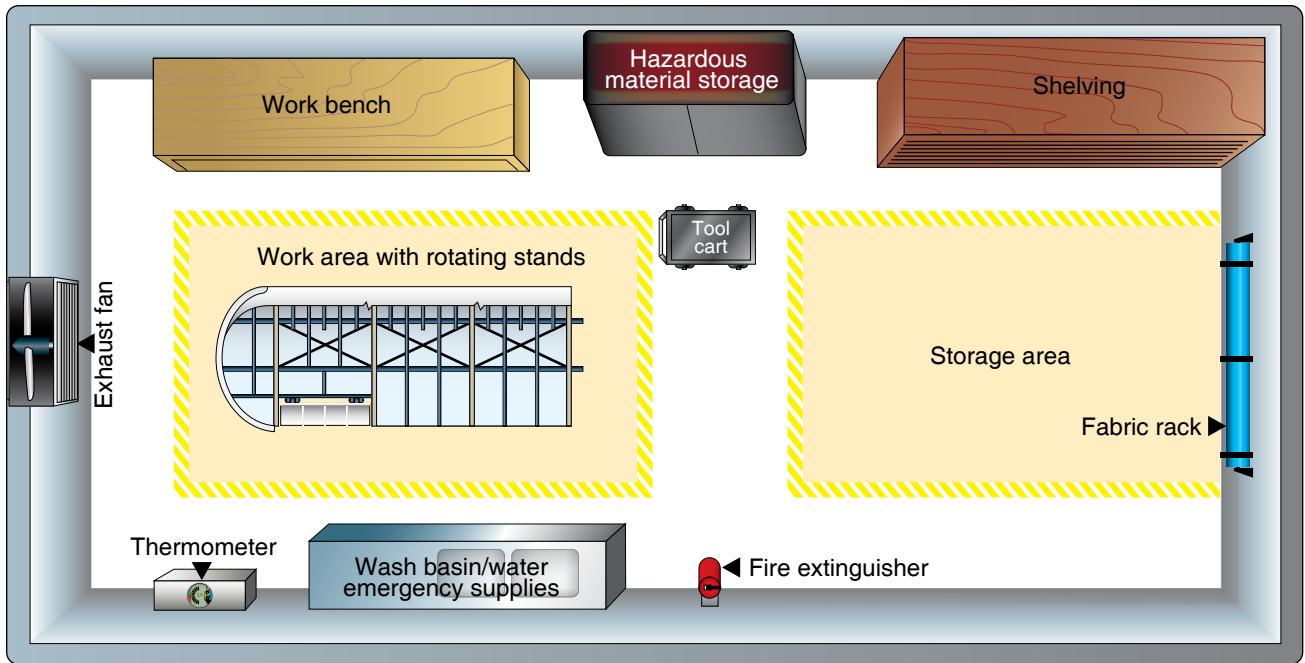 Work bench
Hazardous
material storage
Shelving
Tool
cart
Work area with rotating stands
Exhaust fan
Storage area
Fabric rack
Thermometer
Wash basin/water
emergency supplies
Fire extinguisher